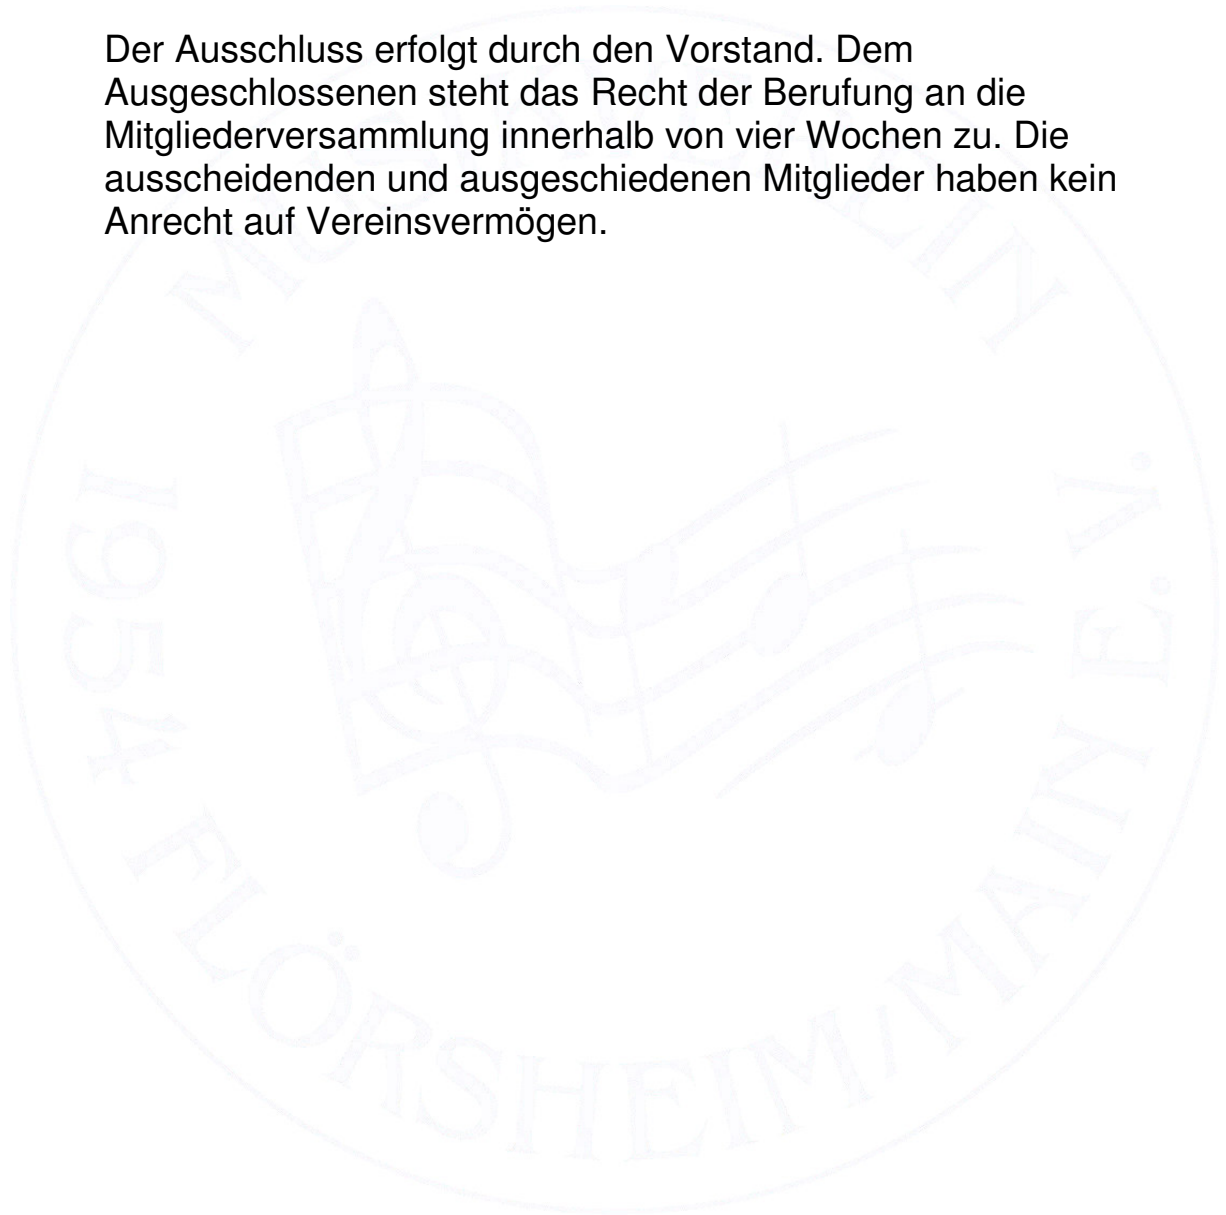 Der Ausschluss erfolgt durch den Vorstand. Dem
Ausgeschlossenen steht das Recht der Berufung an die
Mitgliederversammlung innerhalb von vier Wochen zu. Die
ausscheidenden und ausgeschiedenen Mitglieder haben kein
Anrecht auf Vereinsvermögen.
MUSIKVEREIN
1954 FLÖRSHEIM/MAIN E.V.